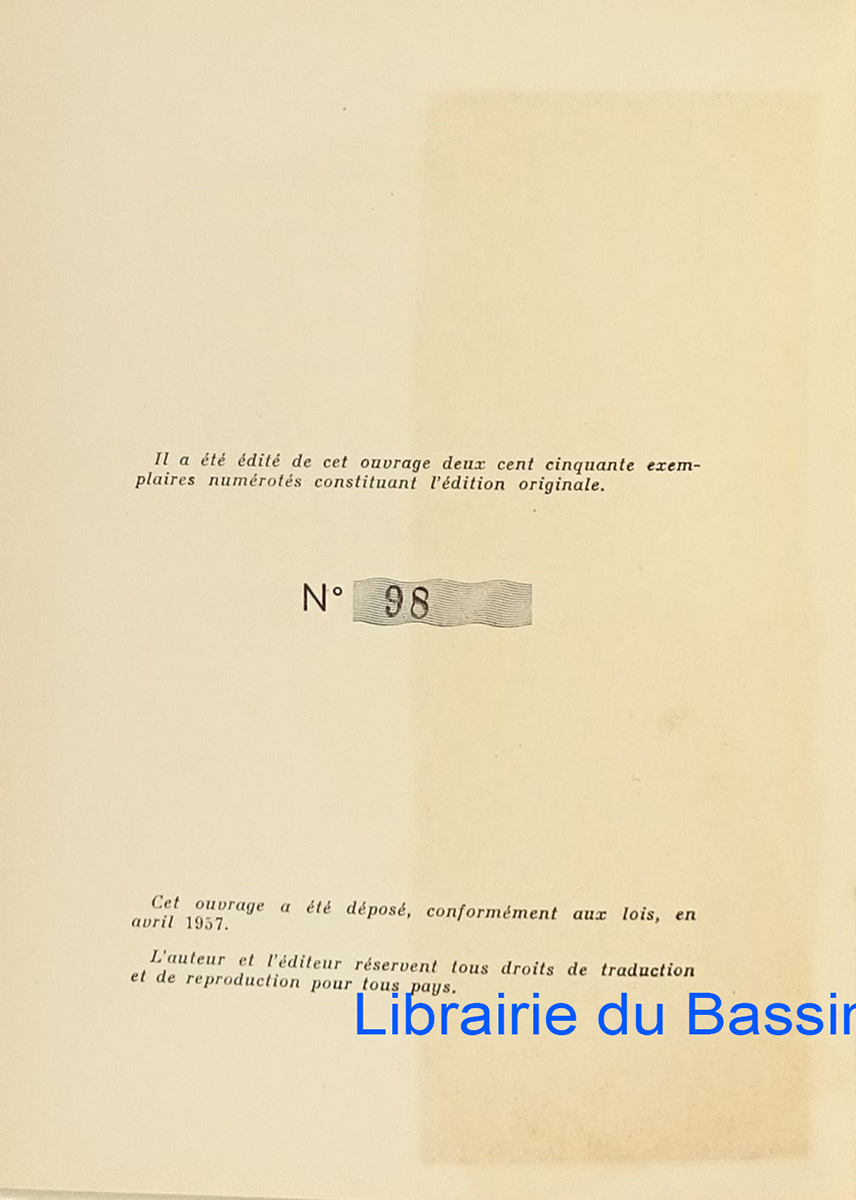 Il a été édité de cet ouvrage deux cent cinquante exem-
plaires numérotés constituant l'édition originale.
N° 98
Cet ouvrage a été déposé, conformément aux lois, en
avril 1957.
L'auteur et l'éditeur réservent tous droits de traduction
et de reproduction pour tous pays.
Librairie du Bassin